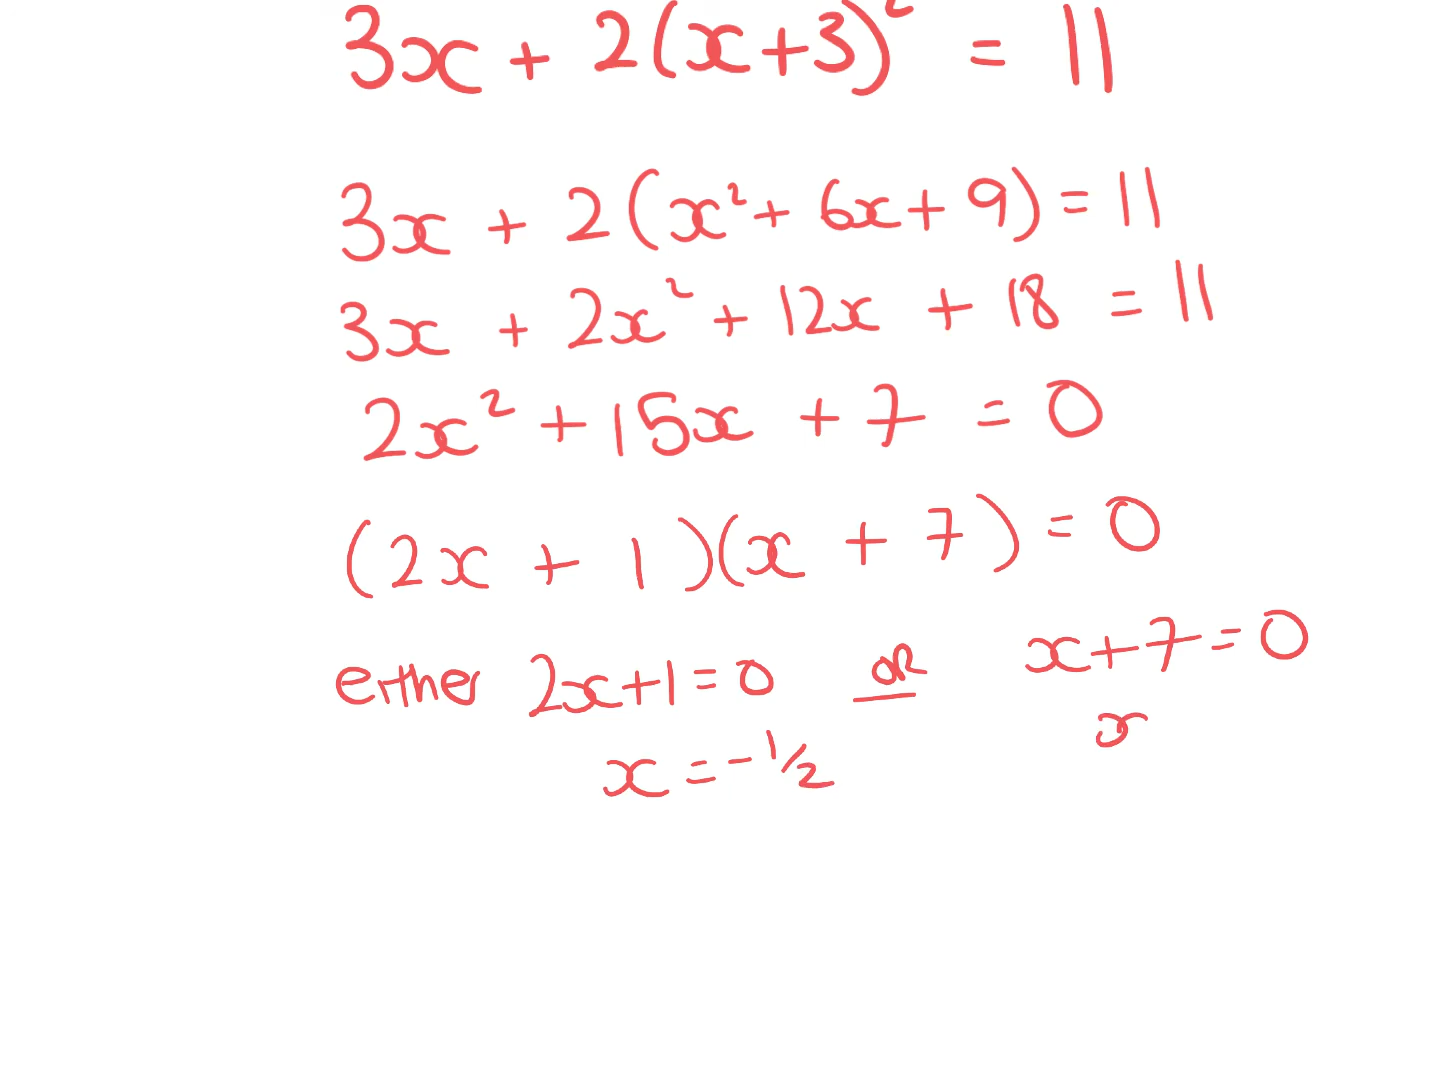 3x + 2(x+3)² = 11
3x + 2(x² + 6x + 9) = 11
3x + 2x² + 12x + 18 = 11
2x² + 15x + 7 = 0
(2x + 1)(x + 7) = 0
either 2x+1=0 OR x+7=0
x = -1/2 x